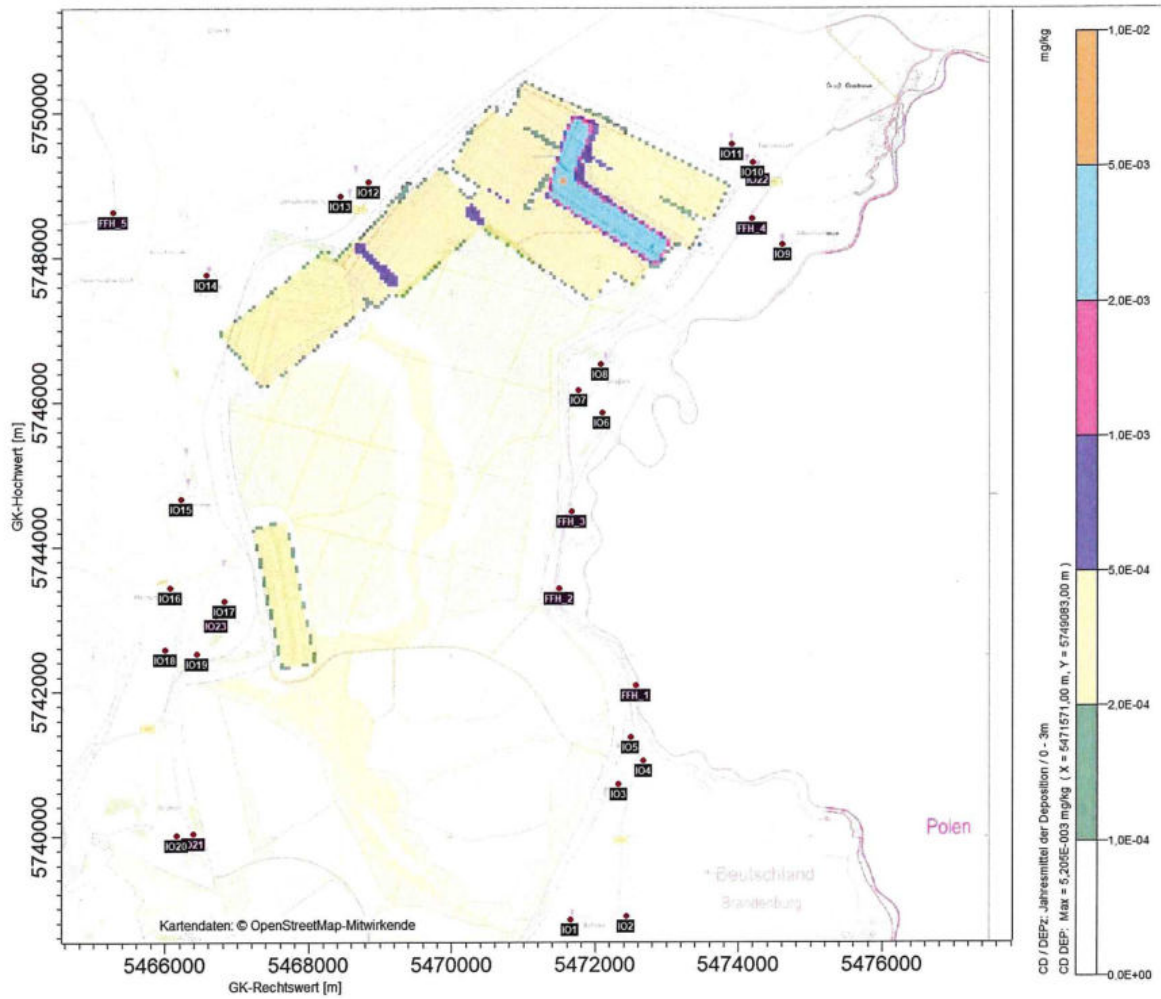 mg/kg
1,0E-02
5,0E-03
2,0E-03
1,0E-03
5,0E-04
2,0E-04
1,0E-04
0,0E+00
CD / DEPz: Jahresmittel der Deposition / 0 - 3m
CD DEP: Max = 5,205E-003 mg/kg ( X = 5471571,00 m, Y = 5749083,00 m )
GK-Hochwert [m]
5750000
5748000
5746000
5744000
5742000
5740000
IO11
IO10
IO22
IO12
IO13
FFH_5
FFH_4
IO9
IO14
IO8
IO7
IO6
IO15
FFH_3
FFH_2
IO16
IO17
IO23
IO18
IO19
FFH_1
IO5
IO4
IO3
IO20
Polen
Deutschland
Brandenburg
IO1
IO2
Kartendaten: © OpenStreetMap-Mitwirkende
5466000
5468000
5470000
5472000
5474000
5476000
GK-Rechtswert [m]